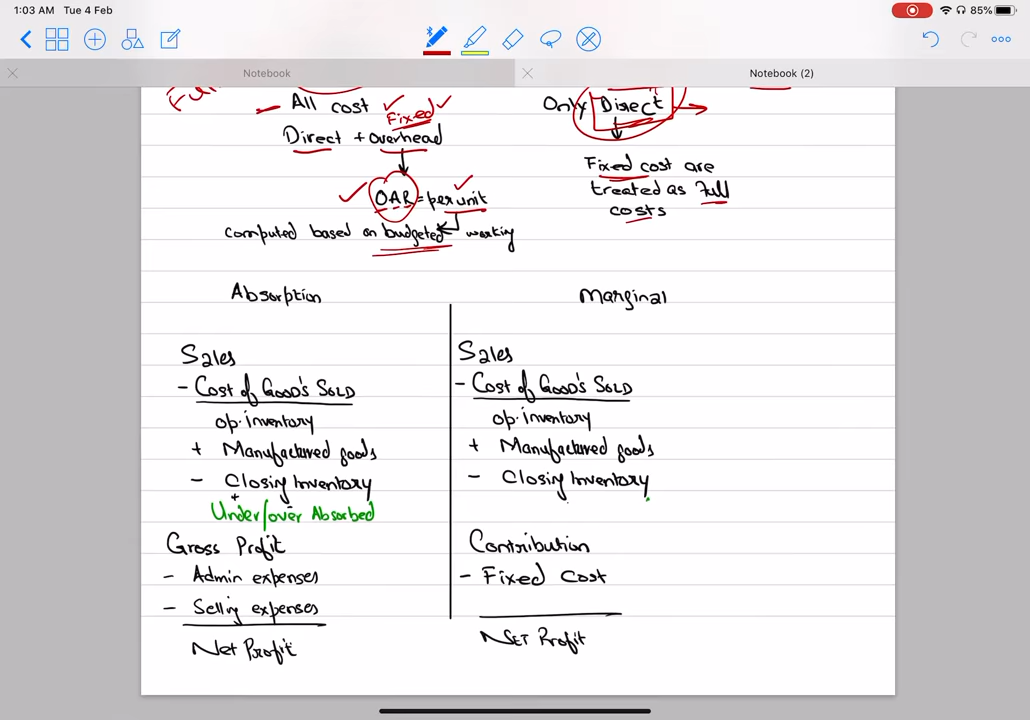 1:03 AM Tue 4 Feb
85%
Notebook
Notebook (2)
All cost
Fixed
Direct + overhead
OAR = per unit
computed based on budgeted working
Only Direct
Fixed cost are
treated as Full
costs
Absorption
Sales
- Cost of Good's SOLD
op. inventory
+ Manufactured goods
- Closing Inventory
+
Under/over Absorbed
Gross Profit
- Admin expenses
- Selling expenses
Net Profit
Marginal
Sales
- Cost of Good's SOLD
op. inventory
+ Manufactured goods
- Closing Inventory
Contribution
- Fixed Cost
NET Profit